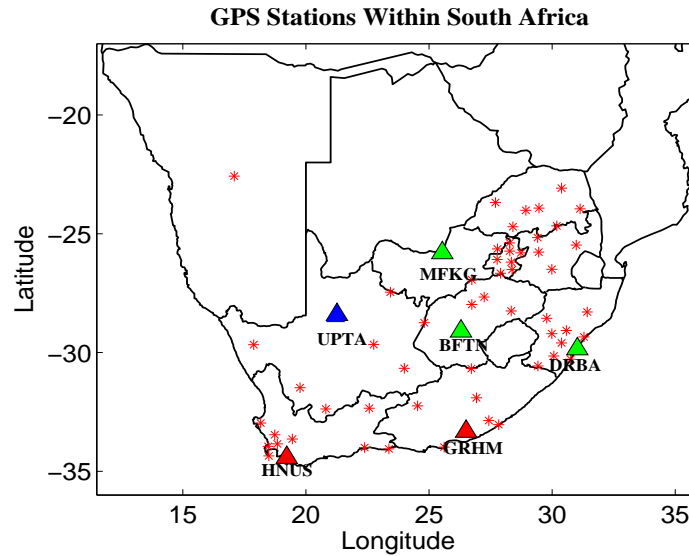 GPS Stations Within South Africa
Latitude
−20
−25
−30
−35
MFKG
UPTA
BFTN
DRBA
GRHM
HNUS
15 20 25 30 35
Longitude